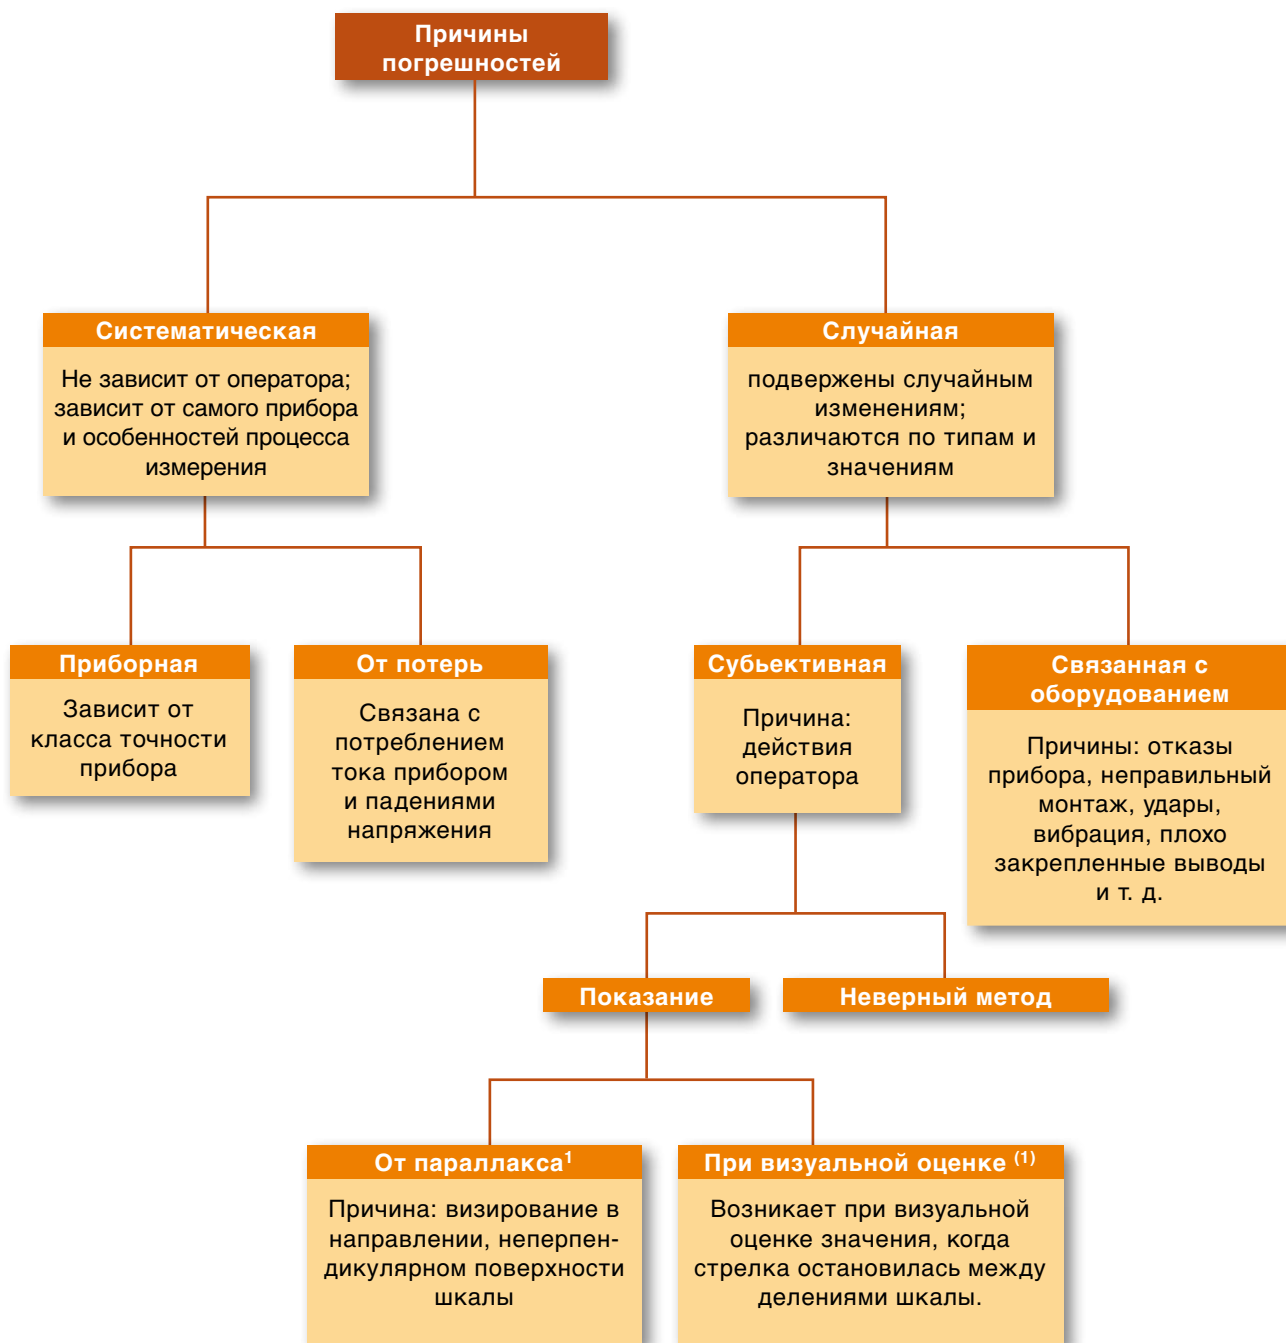 Причины
погрешностей
Систематическая
Не зависит от оператора;
зависит от самого прибора
и особенностей процесса
измерения
Случайная
подвержены случайным
изменениям;
различаются по типам и
значениям
Приборная
Зависит от
класса точности
прибора
От потерь
Связана с
потреблением
тока прибором
и падениями
напряжения
Субьективная
Причина:
действия
оператора
Связанная с
оборудованием
Причины: отказы
прибора, неправильный
монтаж, удары,
вибрация, плохо
закрепленные выводы
и т. д.
Показание
Неверный метод
От параллакса¹
Причина: визирование в
направлении, неперпен-
дикулярном поверхности
шкалы
При визуальной оценке ⁽¹⁾
Возникает при визуальной
оценке значения, когда
стрелка остановилась между
делениями шкалы.